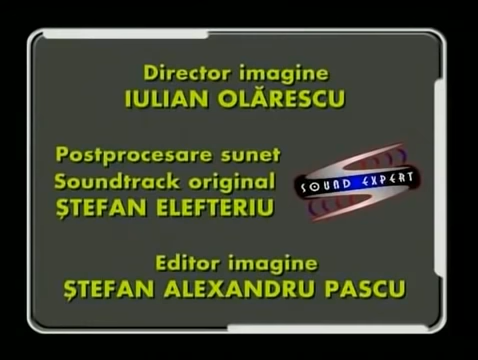 Director imagine
IULIAN OLĂRESCU
Postprocesare sunet
Soundtrack original
ȘTEFAN ELEFTERIU
SOUND EXPERT
Editor imagine
ȘTEFAN ALEXANDRU PASCU